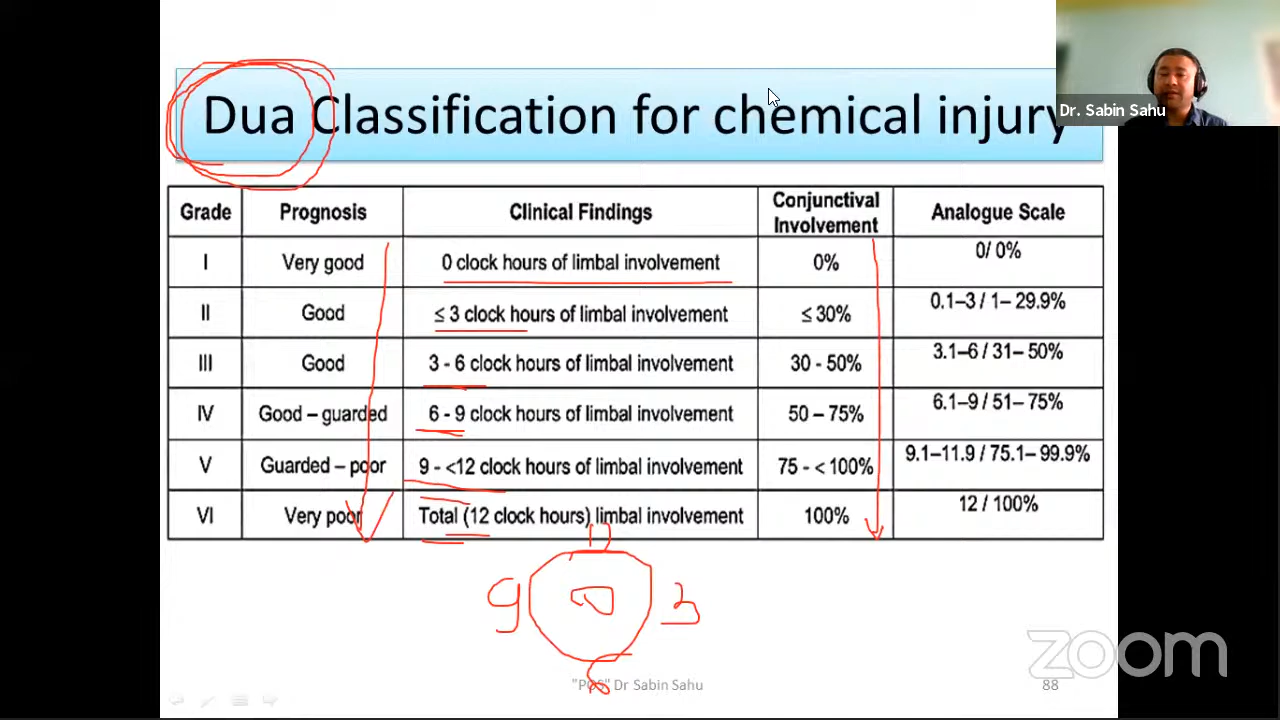 Dua Classification for chemical injury
Dr. Sabin Sahu
Grade Prognosis Clinical Findings Conjunctival Involvement Analogue Scale
I Very good 0 clock hours of limbal involvement 0% 0/ 0%
II Good ≤ 3 clock hours of limbal involvement ≤ 30% 0.1–3 / 1– 29.9%
III Good 3 - 6 clock hours of limbal involvement 30 - 50% 3.1–6 / 31– 50%
IV Good – guarded 6 - 9 clock hours of limbal involvement 50 – 75% 6.1–9 / 51– 75%
V Guarded – poor 9 - <12 clock hours of limbal involvement 75 - < 100% 9.1–11.9 / 75.1– 99.9%
VI Very poor Total (12 clock hours) limbal involvement 100% 12 / 100%
12
9 3
6
zoom
"POS" Dr Sabin Sahu 88